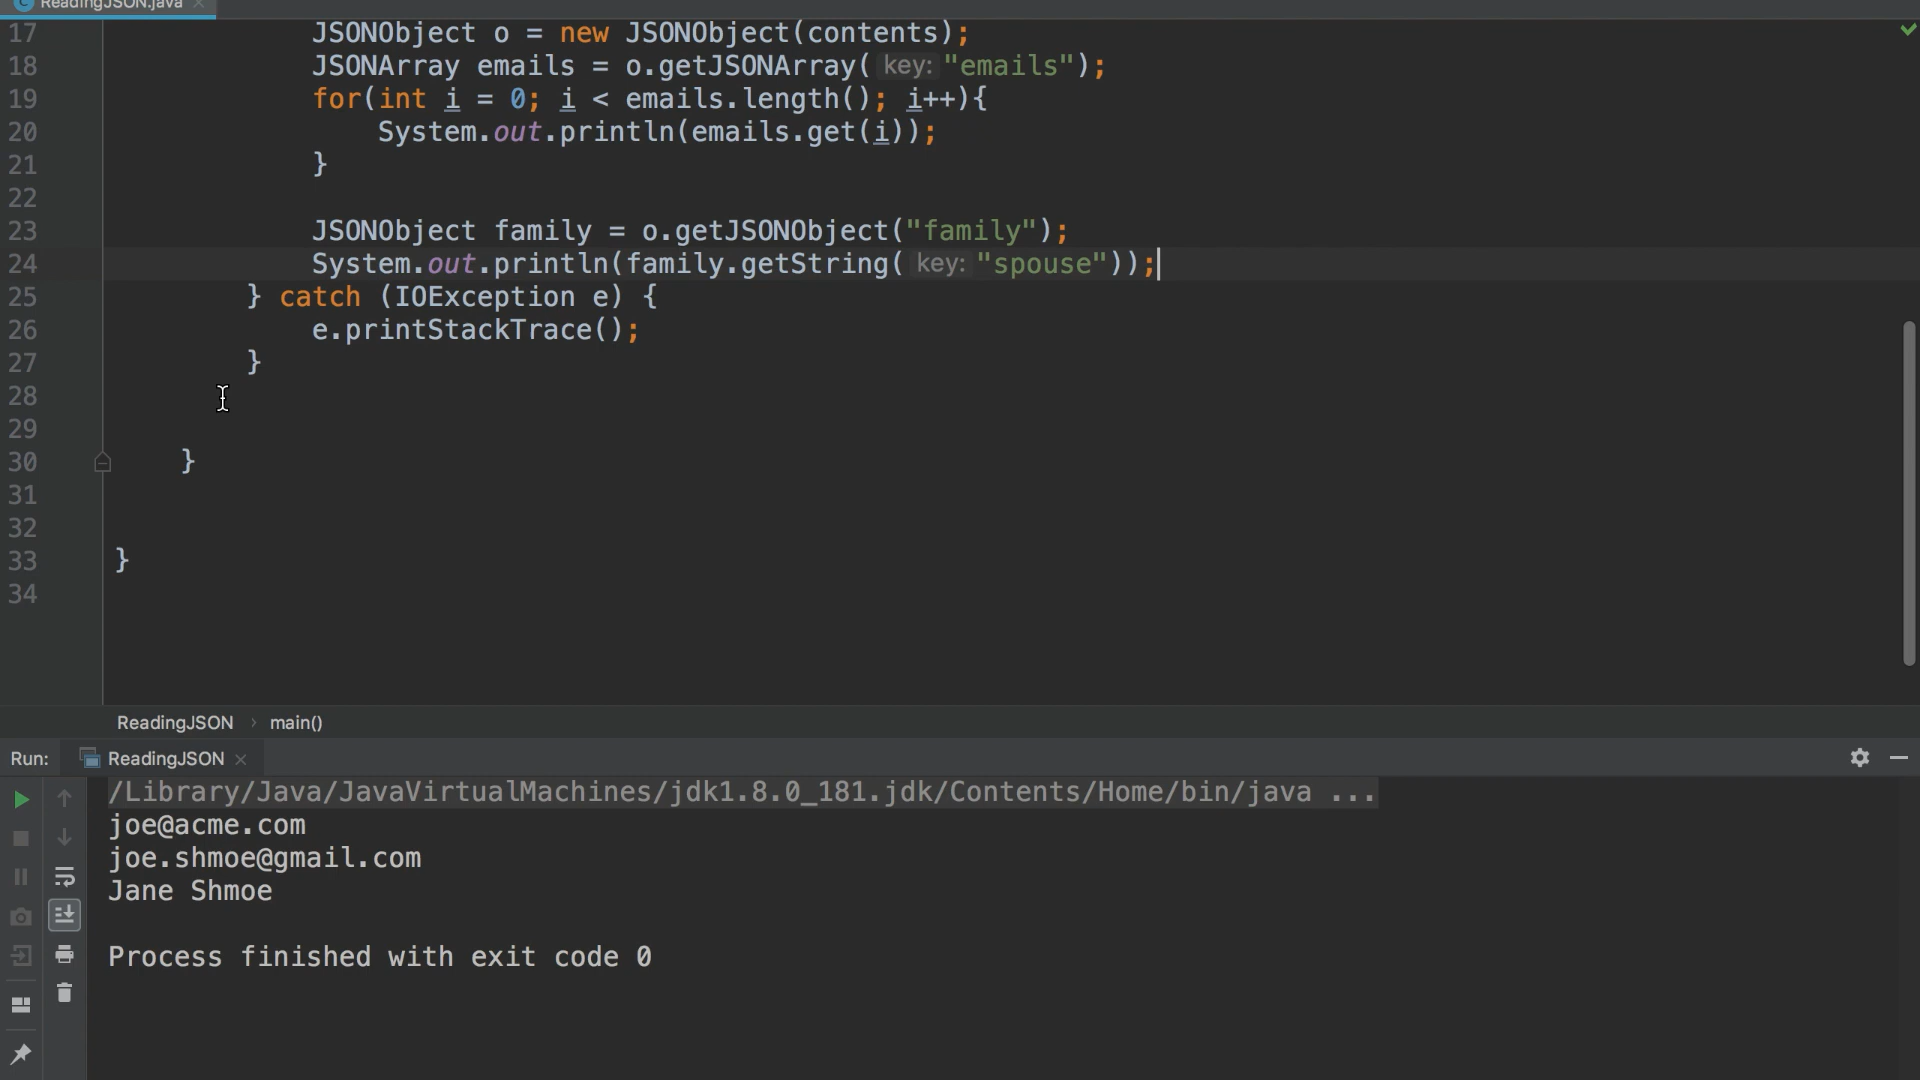 ReadingJSON.java
17 JSONObject o = new JSONObject(contents);
18 JSONArray emails = o.getJSONArray( key: "emails");
19 for(int i = 0; i < emails.length(); i++){
20 System.out.println(emails.get(i));
21 }
22
23 JSONObject family = o.getJSONObject("family");
24 System.out.println(family.getString( key: "spouse"));
25 } catch (IOException e) {
26 e.printStackTrace();
27 }
28
29
30 }
31
32
33 }
34
ReadingJSON › main()
Run: ReadingJSON
/Library/Java/JavaVirtualMachines/jdk1.8.0_181.jdk/Contents/Home/bin/java ...
joe@acme.com
joe.shmoe@gmail.com
Jane Shmoe
Process finished with exit code 0